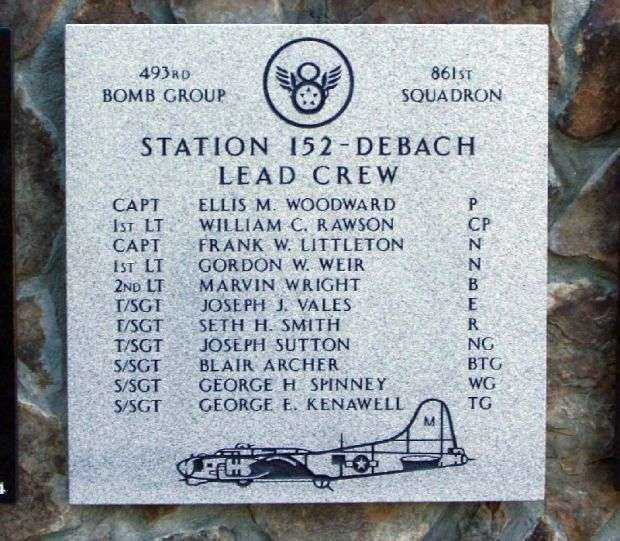 493RD BOMB GROUP
861ST SQUADRON
STATION 152-DEBACH
LEAD CREW
CAPT ELLIS M. WOODWARD P
1ST LT WILLIAM C. RAWSON CP
CAPT FRANK W. LITTLETON N
1ST LT GORDON W. WEIR N
2ND LT MARVIN WRIGHT B
T/SGT JOSEPH J. VALES E
T/SGT SETH H. SMITH R
T/SGT JOSEPH SUTTON NG
S/SGT BLAIR ARCHER BTG
S/SGT GEORGE H SPINNEY WG
S/SGT GEORGE E. KENAWELL TG
M